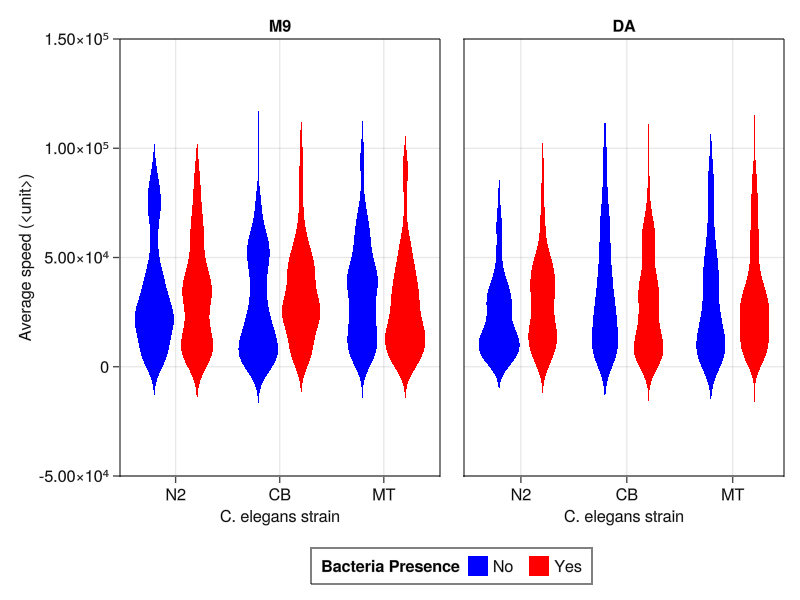 M9
DA
1.50×10⁵
1.00×10⁵
5.00×10⁴
0
-5.00×10⁴
Average speed (<unit>)
N2 CB MT
N2 CB MT
C. elegans strain
C. elegans strain
Bacteria Presence No Yes